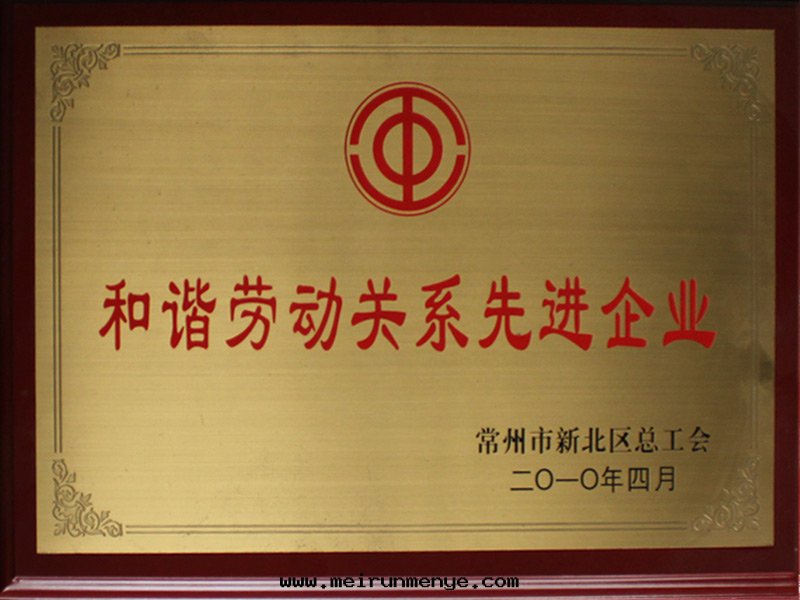 和谐劳动关系先进企业
常州市新北区总工会
二〇一〇年四月
www.meirunmenye.com